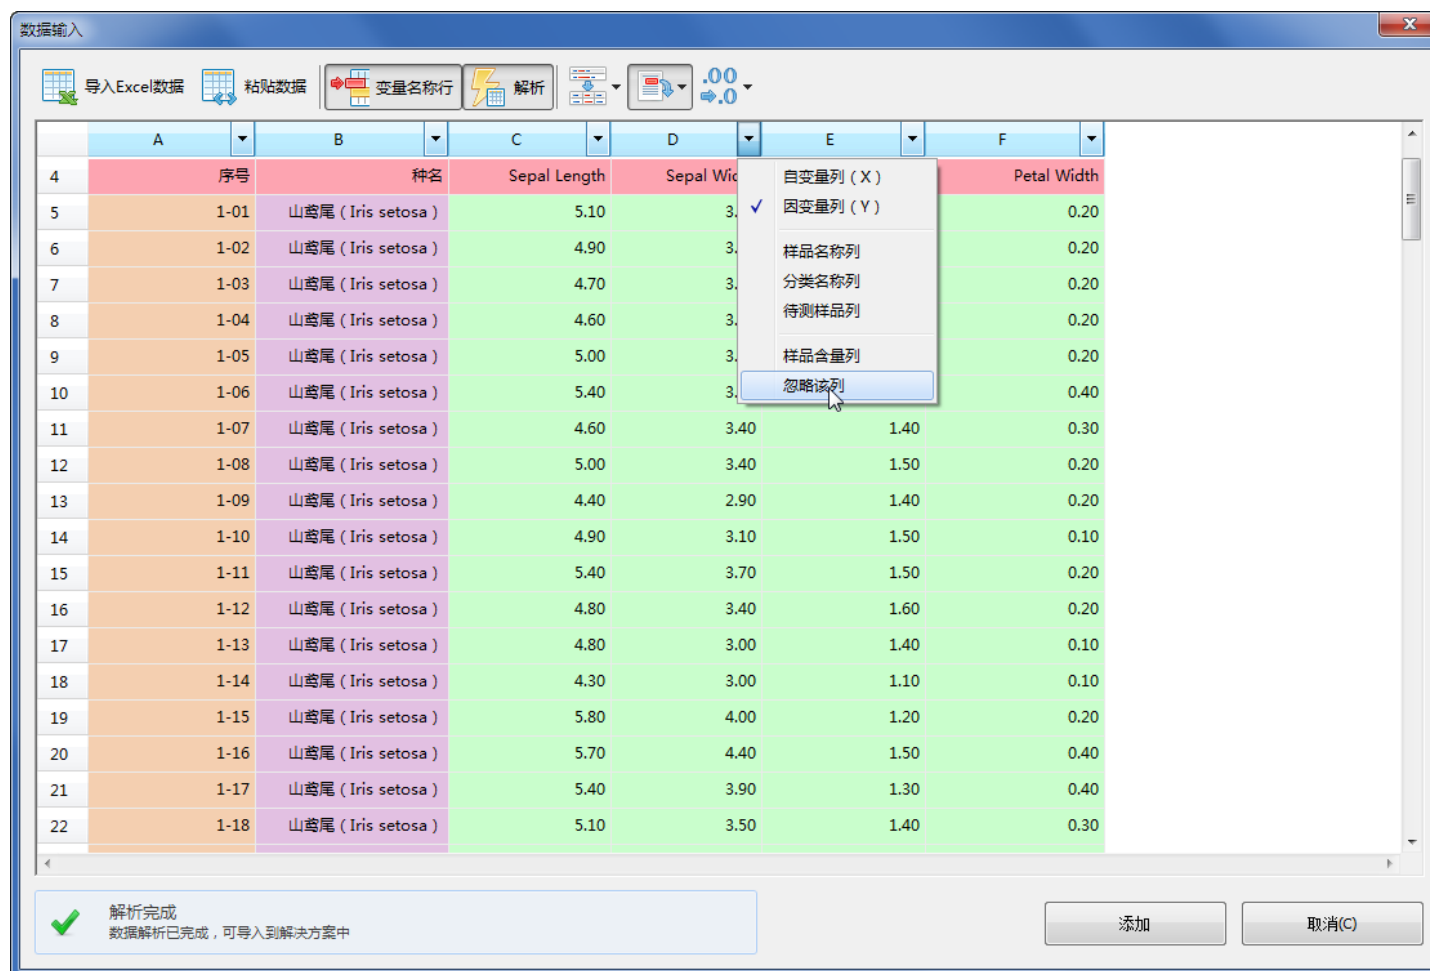 数据输入
导入Excel数据 粘贴数据 变量名称行 解析 .00 .0
A B C D E F
4 序号 种名 Sepal Length Sepal Petal Width
自变量列 ( X )
5 1-01 山鸢尾 ( Iris setosa ) 5.10 3. 0.20
✓ 因变量列 ( Y )
6 1-02 山鸢尾 ( Iris setosa ) 4.90 3. 0.20
样品名称列
7 1-03 山鸢尾 ( Iris setosa ) 4.70 3. 0.20
分类名称列
8 1-04 山鸢尾 ( Iris setosa ) 4.60 3. 0.20
待测样品列
9 1-05 山鸢尾 ( Iris setosa ) 5.00 3. 0.20
样品含量列
10 1-06 山鸢尾 ( Iris setosa ) 5.40 3. 0.40
忽略该列
11 1-07 山鸢尾 ( Iris setosa ) 4.60 3.40 1.40 0.30
12 1-08 山鸢尾 ( Iris setosa ) 5.00 3.40 1.50 0.20
13 1-09 山鸢尾 ( Iris setosa ) 4.40 2.90 1.40 0.20
14 1-10 山鸢尾 ( Iris setosa ) 4.90 3.10 1.50 0.10
15 1-11 山鸢尾 ( Iris setosa ) 5.40 3.70 1.50 0.20
16 1-12 山鸢尾 ( Iris setosa ) 4.80 3.40 1.60 0.20
17 1-13 山鸢尾 ( Iris setosa ) 4.80 3.00 1.40 0.10
18 1-14 山鸢尾 ( Iris setosa ) 4.30 3.00 1.10 0.10
19 1-15 山鸢尾 ( Iris setosa ) 5.80 4.00 1.20 0.20
20 1-16 山鸢尾 ( Iris setosa ) 5.70 4.40 1.50 0.40
21 1-17 山鸢尾 ( Iris setosa ) 5.40 3.90 1.30 0.40
22 1-18 山鸢尾 ( Iris setosa ) 5.10 3.50 1.40 0.30
解析完成
数据解析已完成，可导入到解决方案中
添加 取消(C)